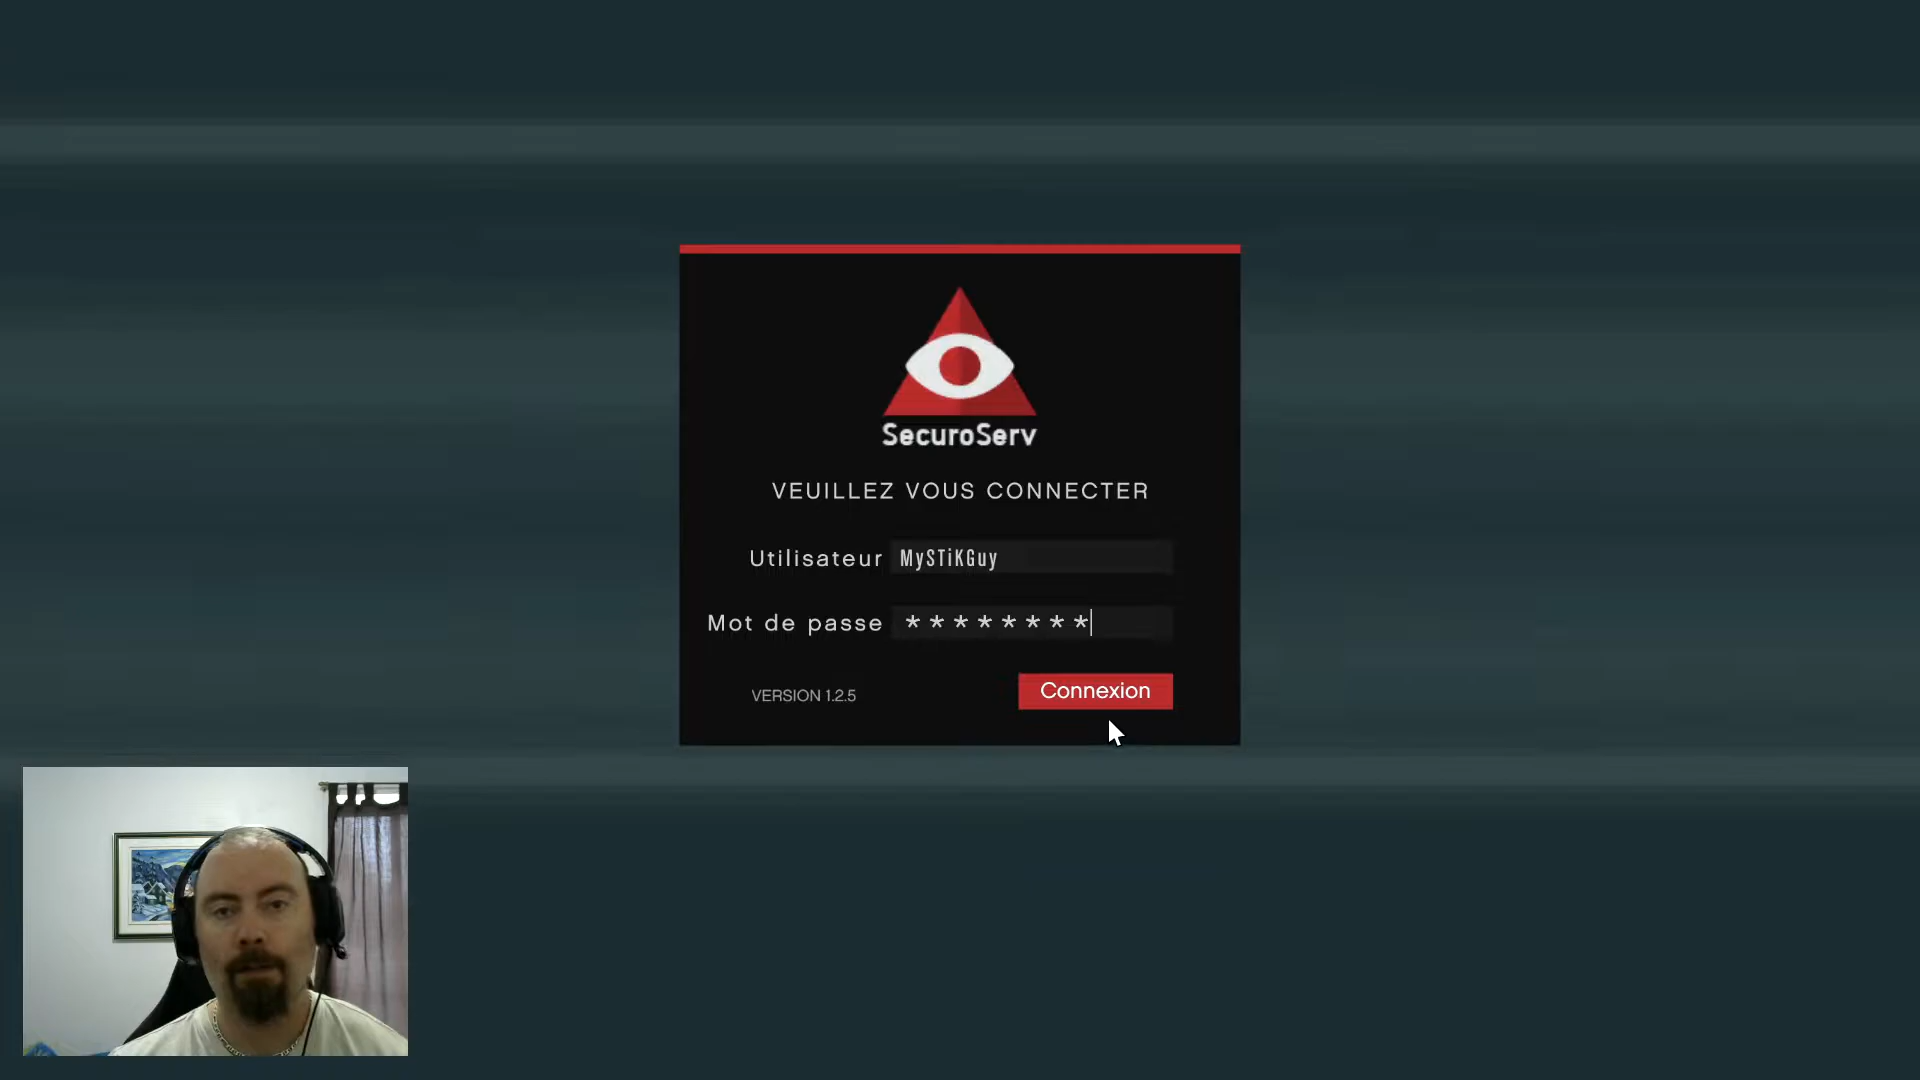 SecuroServ
VEUILLEZ VOUS CONNECTER
Utilisateur MySTiKGuy
Mot de passe ********
VERSION 1.2.5 Connexion